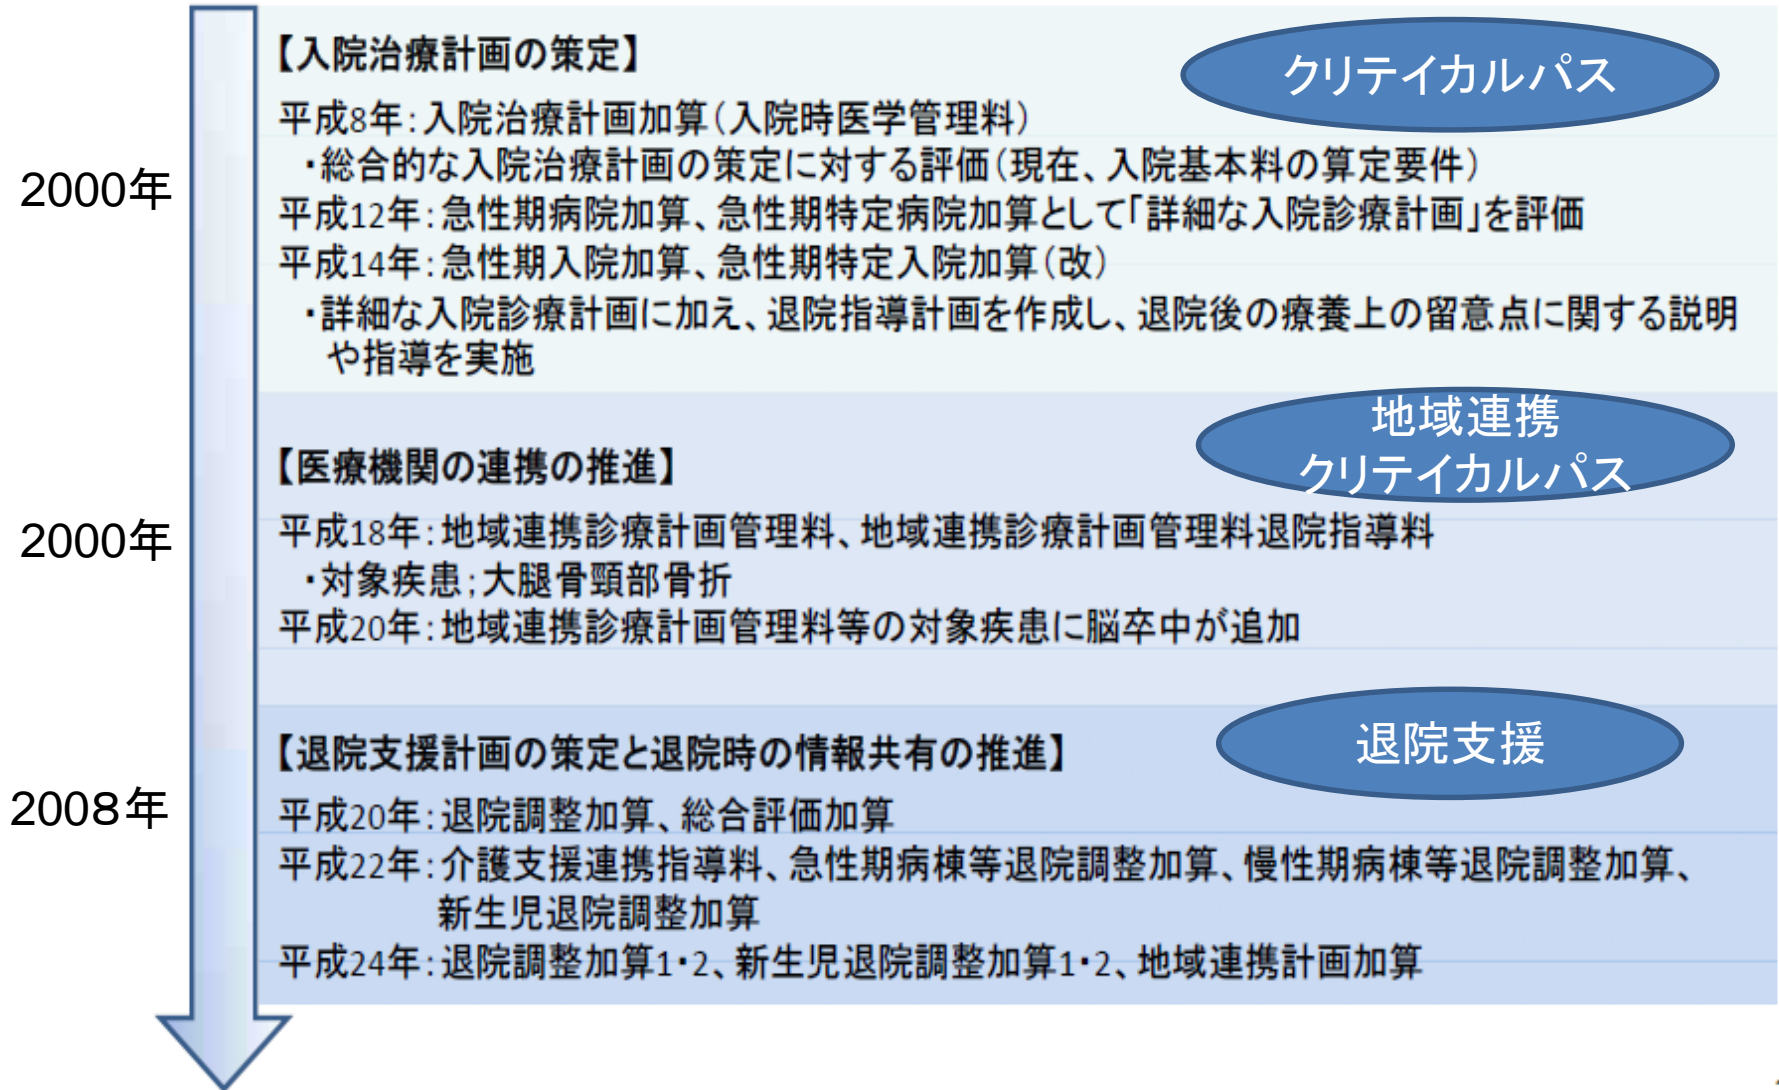 【入院治療計画の策定】
クリテイカルパス
平成8年：入院治療計画加算（入院時医学管理料）
・総合的な入院治療計画の策定に対する評価（現在、入院基本料の算定要件）
2000年
平成12年：急性期病院加算、急性期特定病院加算として「詳細な入院診療計画」を評価
平成14年：急性期入院加算、急性期特定入院加算（改）
・詳細な入院診療計画に加え、退院指導計画を作成し、退院後の療養上の留意点に関する説明
や指導を実施
地域連携
クリテイカルパス
【医療機関の連携の推進】
2000年
平成18年：地域連携診療計画管理料、地域連携診療計画管理料退院指導料
・対象疾患；大腿骨頸部骨折
平成20年：地域連携診療計画管理料等の対象疾患に脳卒中が追加
【退院支援計画の策定と退院時の情報共有の推進】
退院支援
2008年
平成20年：退院調整加算、総合評価加算
平成22年：介護支援連携指導料、急性期病棟等退院調整加算、慢性期病棟等退院調整加算、
新生児退院調整加算
平成24年：退院調整加算1・2、新生児退院調整加算1・2、地域連携計画加算